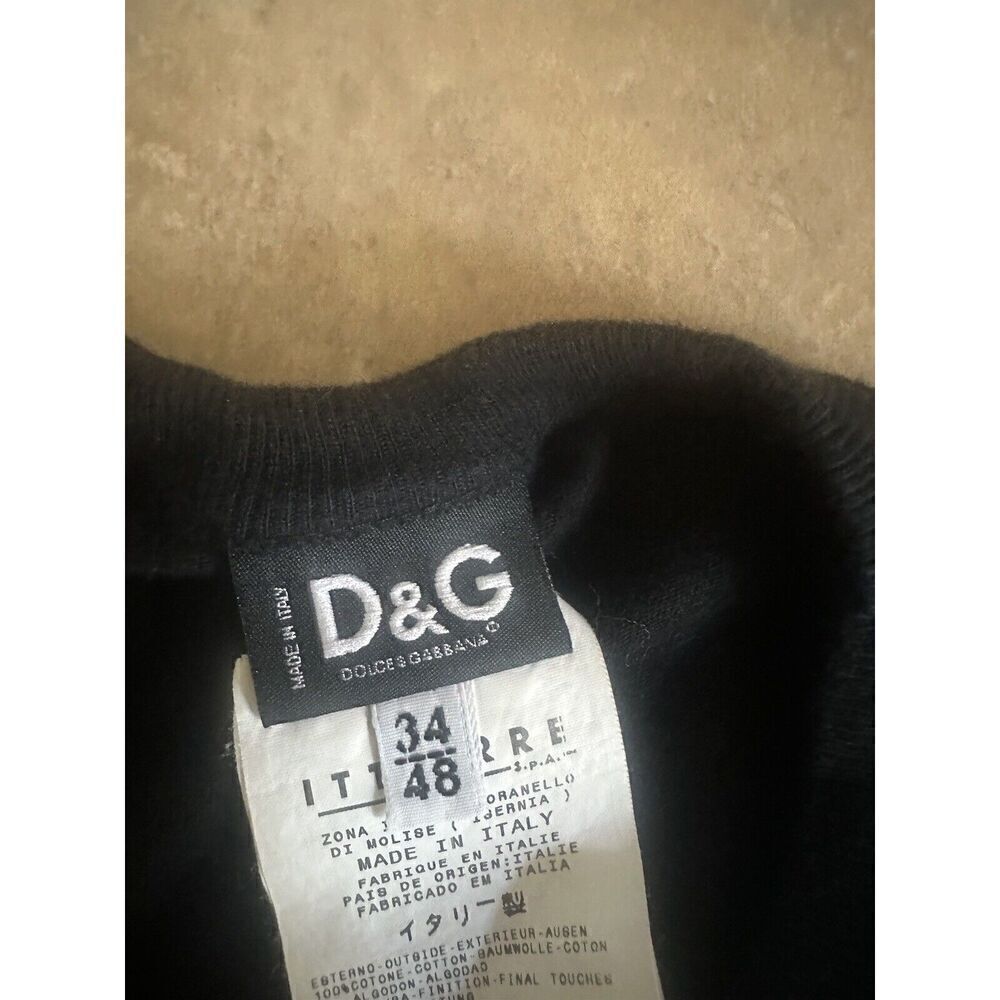 MADE IN ITALY
D&G
DOLCE&GABBANA®
34
48
ITT RRE
S.p.A.
ZONA ORANELLO
DI MOLISE ( ISERNIA )
MADE IN ITALY
FABRIQUE EN ITALIE
PAIS DE ORIGEN:ITALIE
FABRICADO EM ITALIA
イタリー製
ESTERNO-OUTSIDE-EXTERIEUR-AUSEN
100%COTONE-COTTON-BAUMWOLLE-COTON
ALGODON-ALGODAO
-FINITION-FINAL TOUCHES